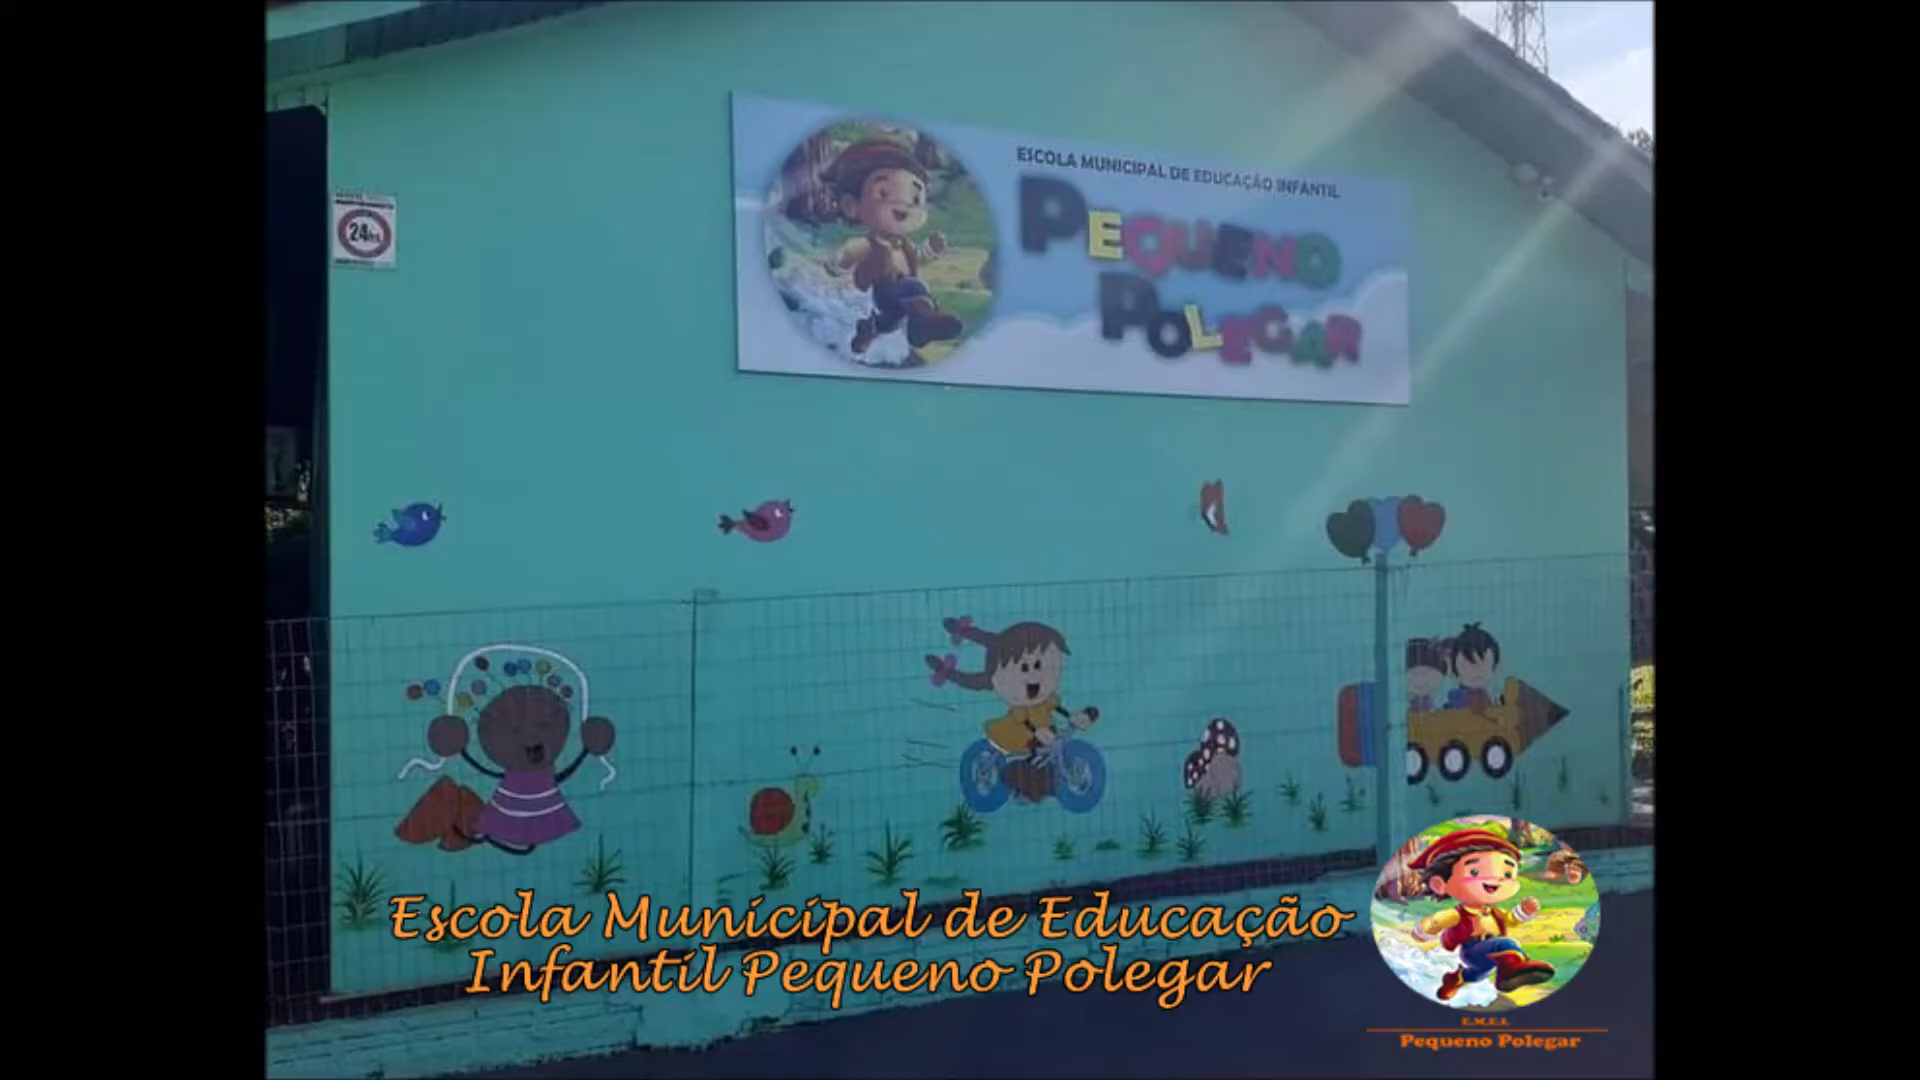 ESCOLA MUNICIPAL DE EDUCAÇÃO INFANTIL
PEQUENO
POLEGAR
24hs
Escola Municipal de Educação
Infantil Pequeno Polegar
E.M.E.I.
Pequeno Polegar